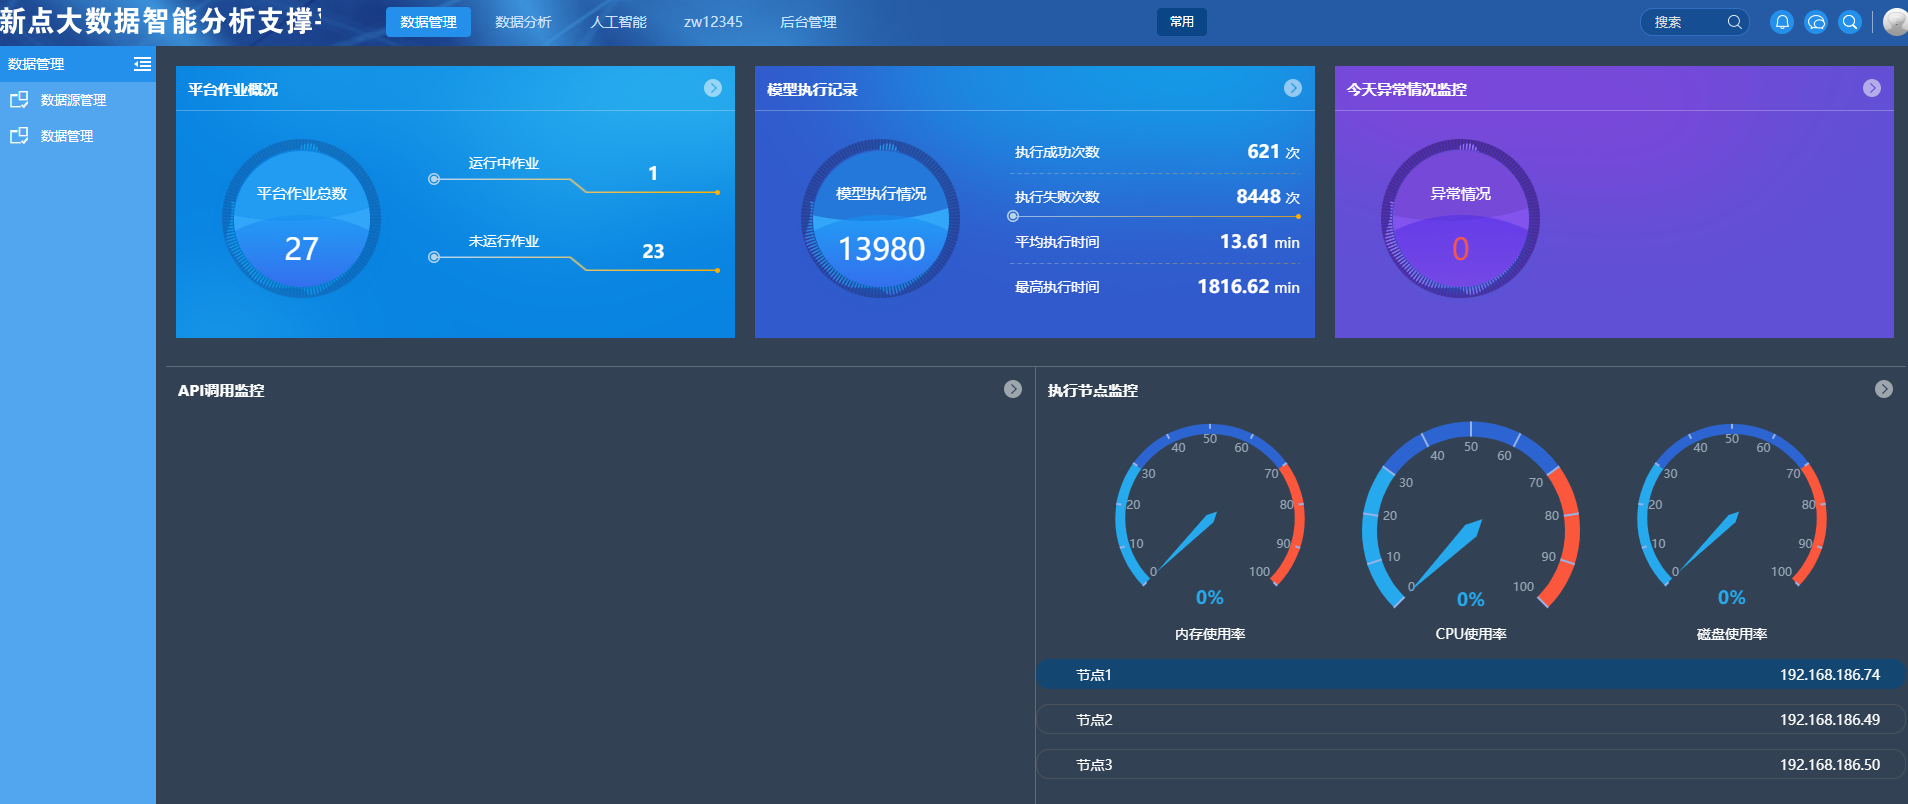 新点大数据智能分析支撑
数据管理
数据分析
人工智能
zw12345
后台管理
常用
搜索
数据管理
数据源管理
数据管理
平台作业概况
平台作业总数
27
运行中作业
1
未运行作业
23
模型执行记录
模型执行情况
13980
执行成功次数 621 次
执行失败次数 8448 次
平均执行时间 13.61 min
最高执行时间 1816.62 min
今天异常情况监控
异常情况
0
API调用监控
执行节点监控
0 10 20 30 40 50 60 70 80 90 100
0%
内存使用率
0 10 20 30 40 50 60 70 80 90 100
0%
CPU使用率
0 10 20 30 40 50 60 70 80 90 100
0%
磁盘使用率
节点1 192.168.186.74
节点2 192.168.186.49
节点3 192.168.186.50